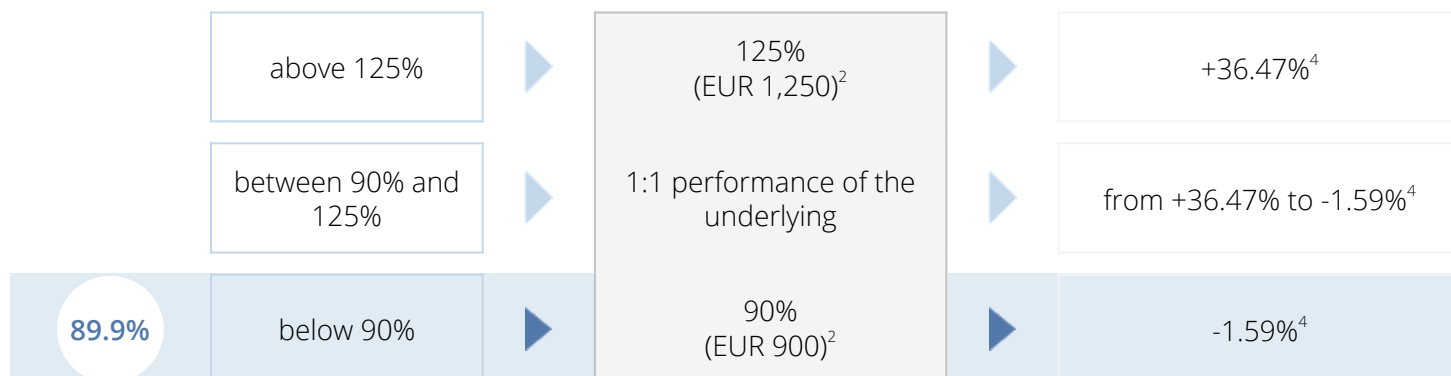 above 125%
125%
(EUR 1,250)²
+36.47%⁴
between 90% and
125%
1:1 performance of the
underlying
from +36.47% to -1.59%⁴
89.9%
below 90%
90%
(EUR 900)²
-1.59%⁴